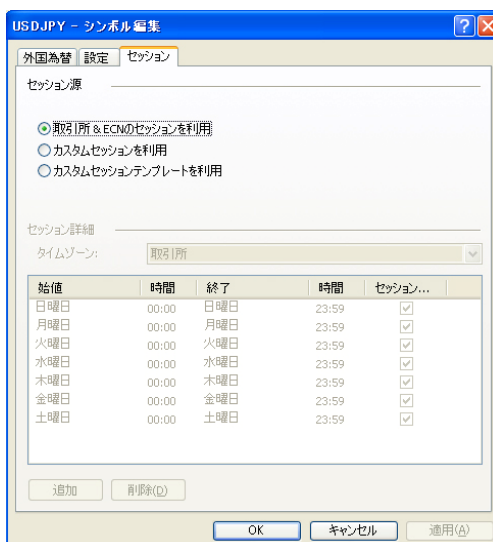 USDJPY - シンボル編集
外国為替 設定 セッション
セッション源
取引所 & ECNのセッションを利用
カスタムセッションを利用
カスタムセッションテンプレートを利用
セッション詳細
タイムゾーン: 取引所
始値 時間 終了 時間 セッション...
日曜日 00:00 日曜日 23:59
月曜日 00:00 月曜日 23:59
火曜日 00:00 火曜日 23:59
水曜日 00:00 水曜日 23:59
木曜日 00:00 木曜日 23:59
金曜日 00:00 金曜日 23:59
土曜日 00:00 土曜日 23:59
追加 削除(D)
OK キャンセル 適用(A)